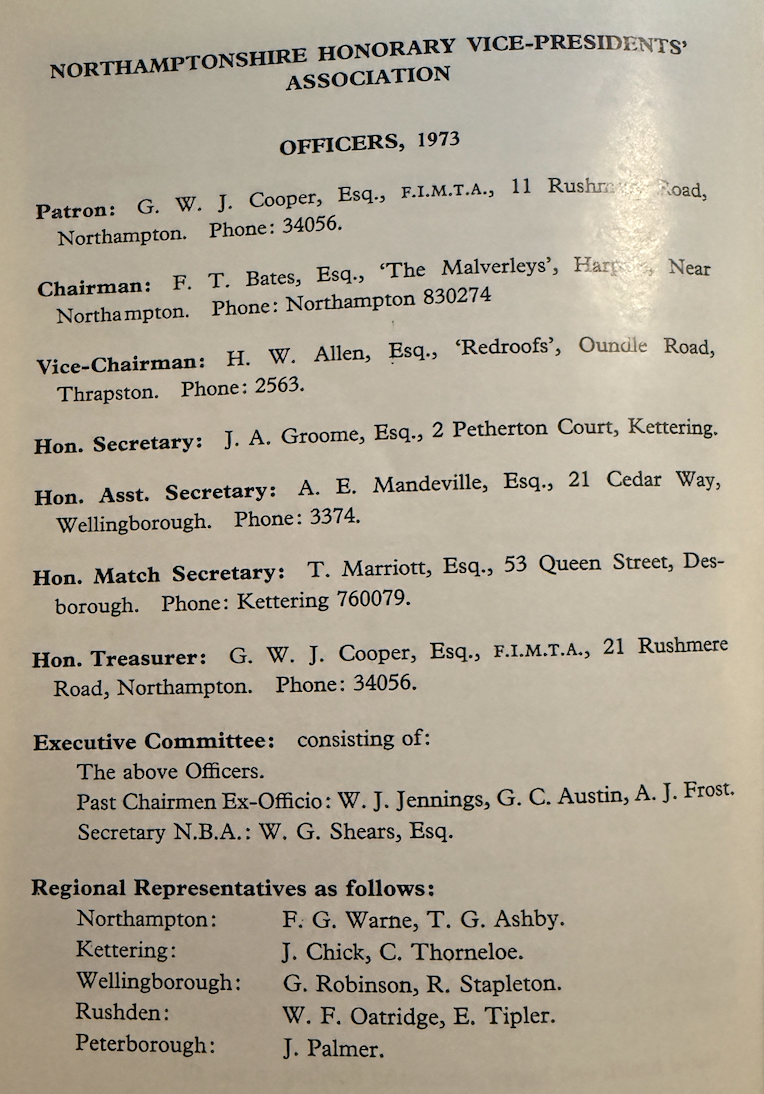 NORTHAMPTONSHIRE HONORARY VICE-PRESIDENTS'
ASSOCIATION
OFFICERS, 1973
Patron: G. W. J. Cooper, Esq., F.I.M.T.A., 11 Road,
Northampton. Phone: 34056.
Chairman: F. T. Bates, Esq., ‘The Malverleys’, Near
Northampton. Phone: Northampton 830274
Vice-Chairman: H. W. Allen, Esq., ‘Redroofs’, Oundle Road,
Thrapston. Phone: 2563.
Hon. Secretary: J. A. Groome, Esq., 2 Petherton Court, Kettering.
Hon. Asst. Secretary: A. E. Mandeville, Esq., 21 Cedar Way,
Wellingborough. Phone: 3374.
Hon. Match Secretary: T. Marriott, Esq., 53 Queen Street, Des-
borough. Phone: Kettering 760079.
Hon. Treasurer: G. W. J. Cooper, Esq., F.I.M.T.A., 21 Rushmere
Road, Northampton. Phone: 34056.
Executive Committee: consisting of:
The above Officers.
Past Chairmen Ex-Officio: W. J. Jennings, G. C. Austin, A. J. Frost.
Secretary N.B.A.: W. G. Shears, Esq.
Regional Representatives as follows:
Northampton: F. G. Warne, T. G. Ashby.
Kettering: J. Chick, C. Thorneloe.
Wellingborough: G. Robinson, R. Stapleton.
Rushden: W. F. Oatridge, E. Tipler.
Peterborough: J. Palmer.